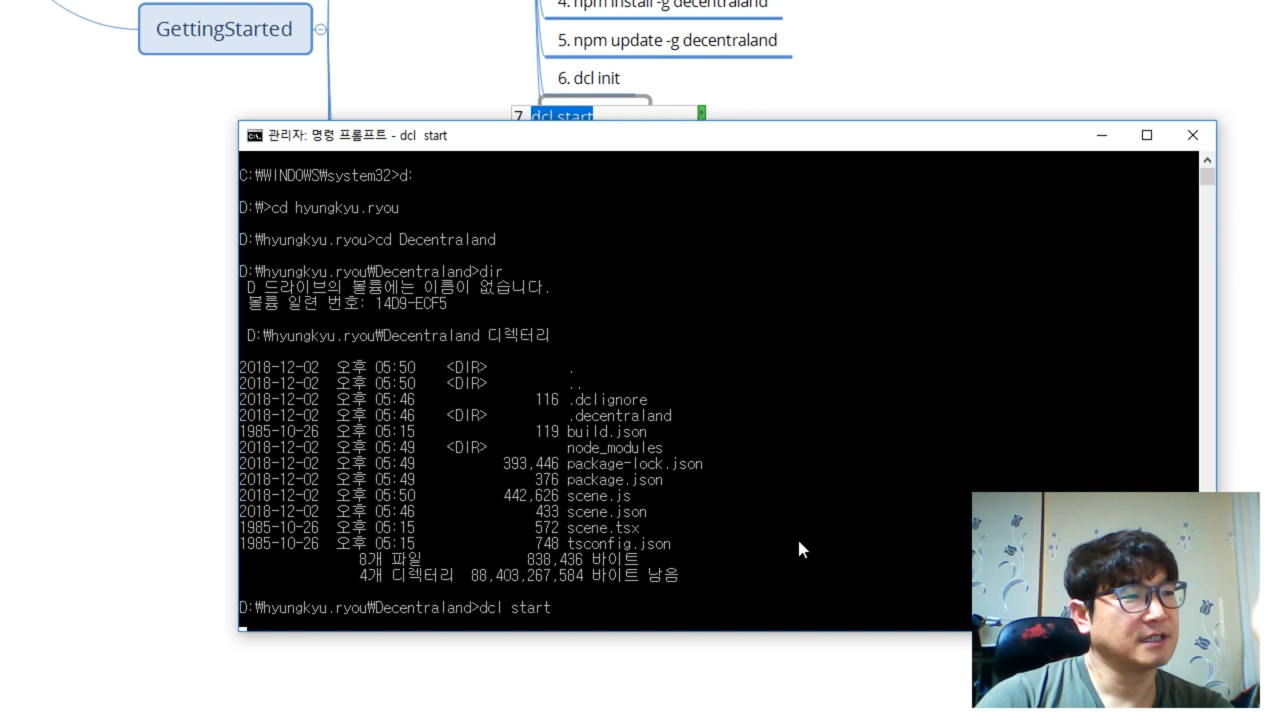 4. npm install -g decentraland
GettingStarted
5. npm update -g decentraland
6. dcl init
7. dcl start
관리자: 명령 프롬프트 - dcl  start
C:₩WINDOWS₩system32>d:
D:₩>cd hyungkyu.ryou
D:₩hyungkyu.ryou>cd Decentraland
D:₩hyungkyu.ryou₩Decentraland>dir
D 드라이브의 볼륨에는 이름이 없습니다.
볼륨 일련 번호: 14D9-ECF5
D:₩hyungkyu.ryou₩Decentraland 디렉터리
2018-12-02  오후 05:50    <DIR>          .
2018-12-02  오후 05:50    <DIR>          ..
2018-12-02  오후 05:46               116 .dclignore
2018-12-02  오후 05:46    <DIR>          .decentraland
1985-10-26  오후 05:15               119 build.json
2018-12-02  오후 05:49    <DIR>          node_modules
2018-12-02  오후 05:49           393,446 package-lock.json
2018-12-02  오후 05:49               376 package.json
2018-12-02  오후 05:50           442,626 scene.js
2018-12-02  오후 05:46               433 scene.json
1985-10-26  오후 05:15               572 scene.tsx
1985-10-26  오후 05:15               748 tsconfig.json
8개 파일             838,436 바이트
4개 디렉터리  88,403,267,584 바이트 남음
D:₩hyungkyu.ryou₩Decentraland>dcl start